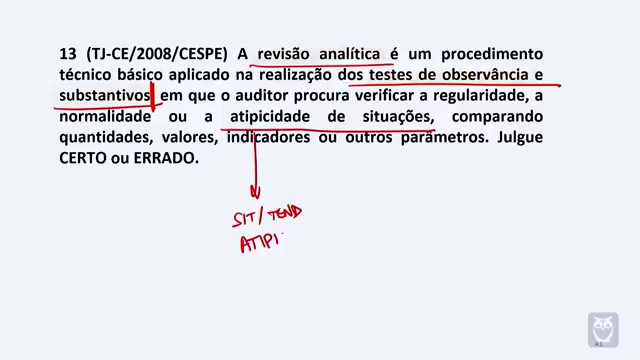 13 (TJ-CE/2008/CESPE) A revisão analítica é um procedimento
técnico básico aplicado na realização dos testes de observância e
substantivos em que o auditor procura verificar a regularidade, a
normalidade ou a atipicidade de situações, comparando
quantidades, valores, indicadores ou outros parâmetros. Julgue
CERTO ou ERRADO.
SIT/TEND
ATIPI
41